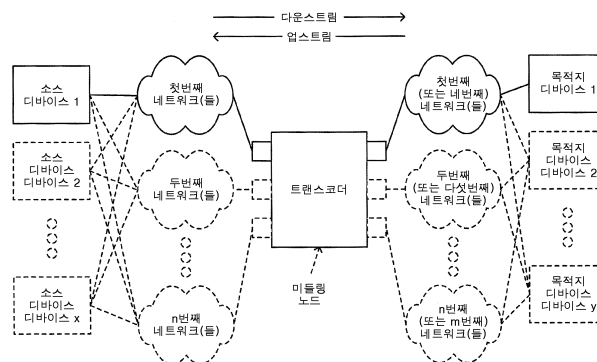 다운스트림
업스트림
소스
디바이스 1
첫번째
네트워크(들)
첫번째
(또는 네번째)
네트워크(들)
목적지
디바이스 1
소스
디바이스
디바이스 2
두번째
네트워크(들)
트랜스코더
두번째
(또는 다섯번째)
네트워크(들)
목적지
디바이스
디바이스 2
미들링
노드
소스
디바이스
디바이스 x
n번째
네트워크(들)
n번째
(또는 m번째)
네트워크(들)
목적지
디바이스
디바이스 y